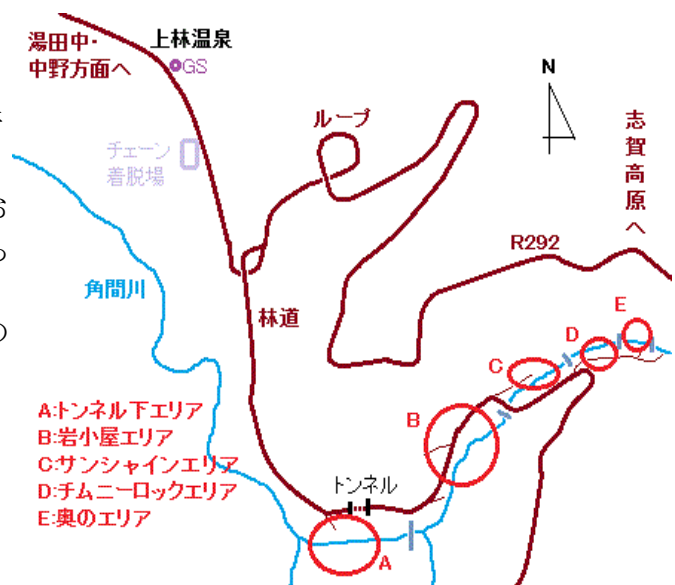 湯田中・
中野方面へ
上林温泉
GS
チェーン
着脱場
ループ
N
志賀高原へ
R292
角間川
林道
E
D
C
B
A:トンネル下エリア
B:岩小屋エリア
C:サンシャインエリア
D:チムニーロックエリア
E:奥のエリア
トンネル
A
お
っ
の